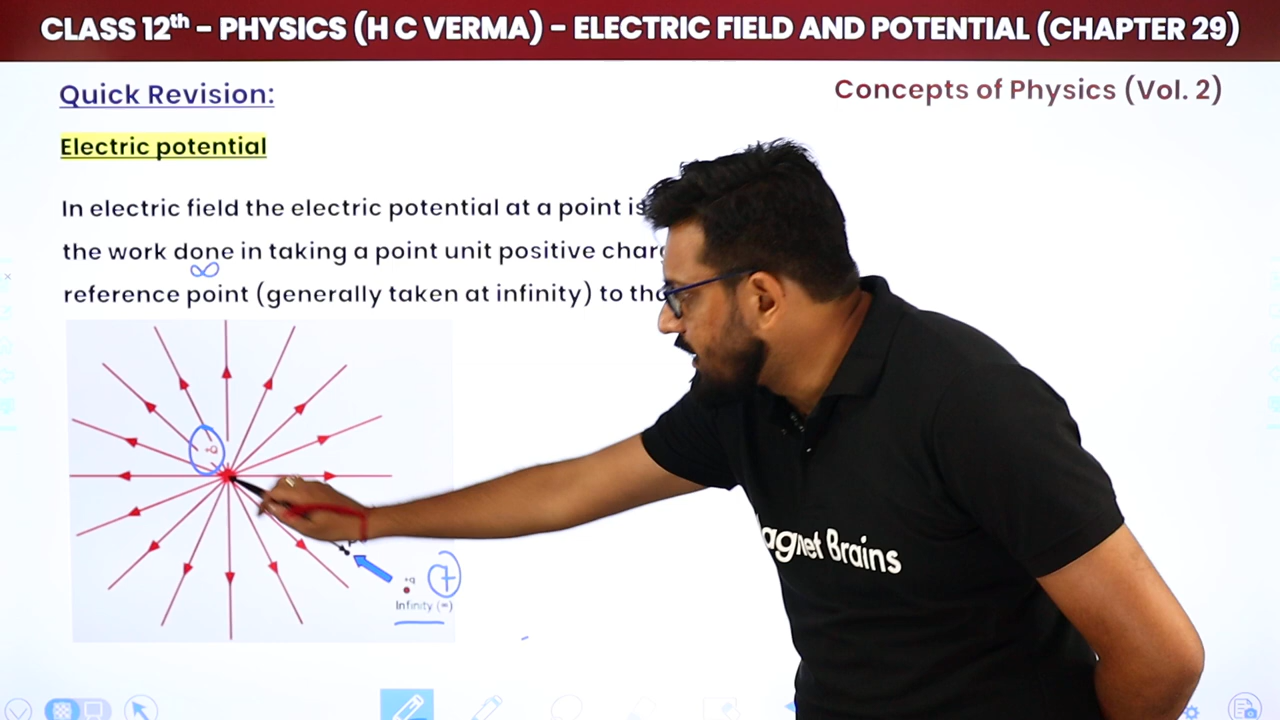 CLASS 12th – PHYSICS (H C VERMA) – ELECTRIC FIELD AND POTENTIAL (CHAPTER 29)
Quick Revision:
Concepts of Physics (Vol. 2)
Electric potential
In electric field the electric potential at a point is
the work done in taking a point unit positive
∞
reference point (generally taken at infinity) to
+Q
P
+q
+
Infinity (∞)
agnet Brains